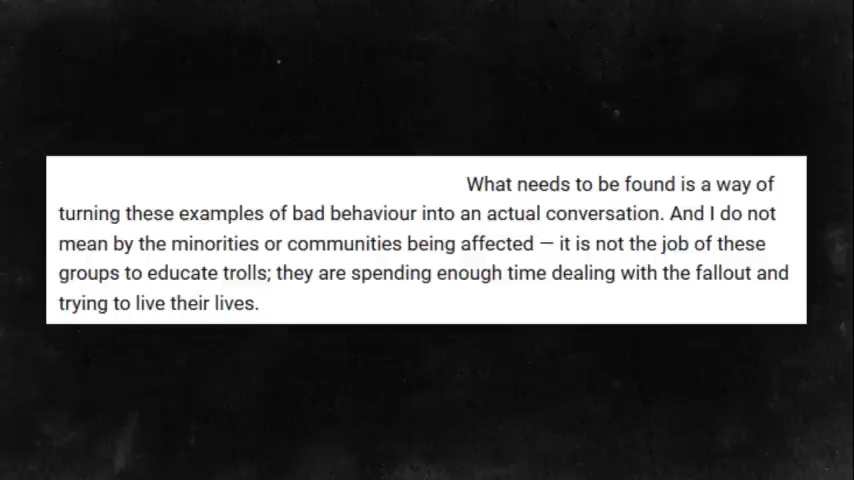 What needs to be found is a way of
turning these examples of bad behaviour into an actual conversation. And I do not
mean by the minorities or communities being affected — it is not the job of these
groups to educate trolls; they are spending enough time dealing with the fallout and
trying to live their lives.